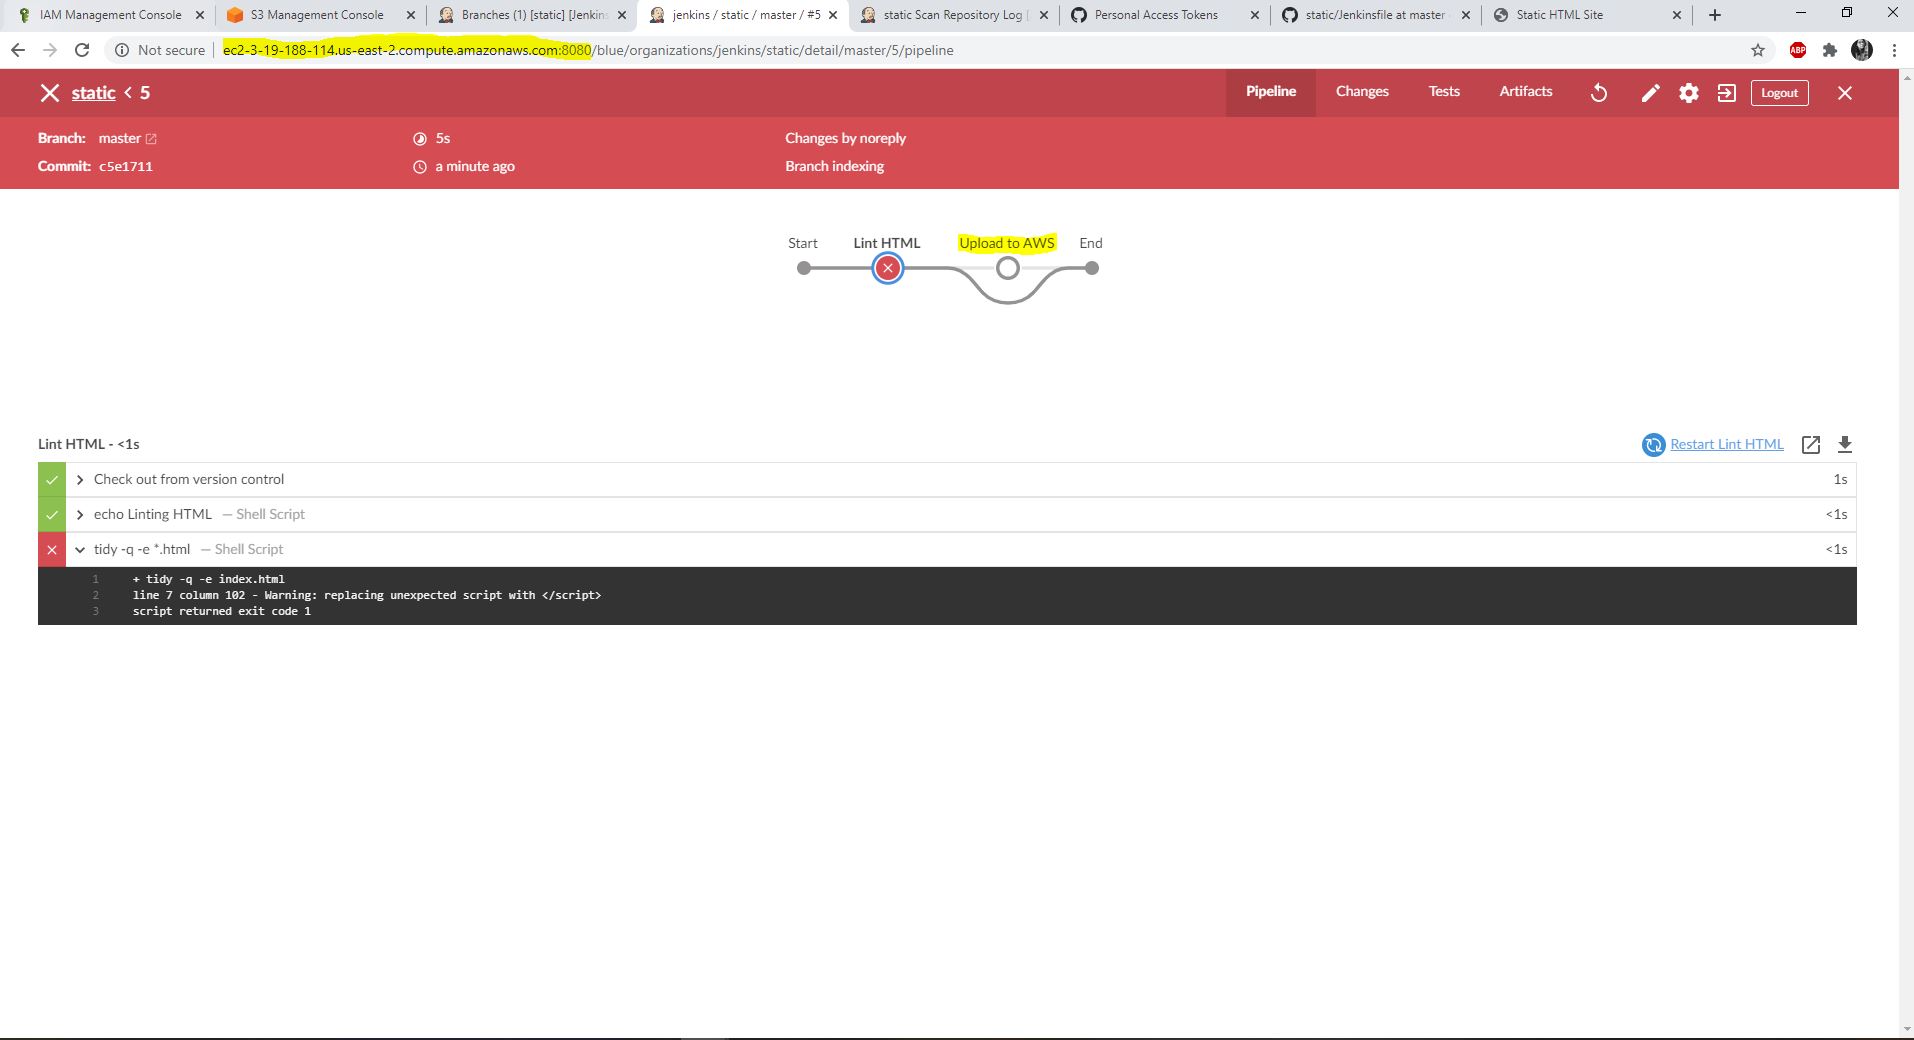 IAM Management Console
S3 Management Console
Branches (1) [static] [Jenkins
jenkins / static / master / #5
static Scan Repository Log [
Personal Access Tokens
static/Jenkinsfile at master
Static HTML Site
Not secure
ec2-3-19-188-114.us-east-2.compute.amazonaws.com:8080/blue/organizations/jenkins/static/detail/master/5/pipeline
ABP
static < 5
Pipeline
Changes
Tests
Artifacts
Logout
Branch: master
5s
Changes by noreply
Commit: c5e1711
a minute ago
Branch indexing
Start
Lint HTML
Upload to AWS
End
Lint HTML - <1s
Restart Lint HTML
Check out from version control
1s
echo Linting HTML — Shell Script
<1s
tidy -q -e *.html — Shell Script
<1s
1 + tidy -q -e index.html
2 line 7 column 102 - Warning: replacing unexpected script with </script>
3 script returned exit code 1